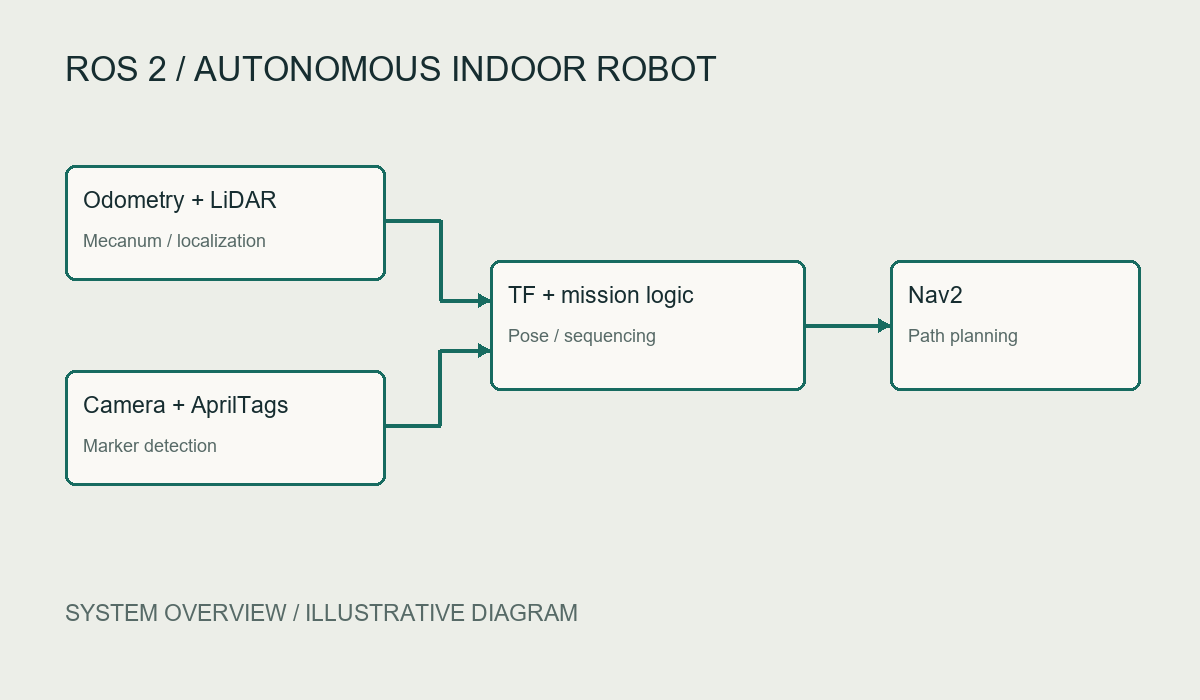 ROS 2 / AUTONOMOUS INDOOR ROBOT
Odometry + LiDAR
Mecanum / localization
Camera + AprilTags
Marker detection
TF + mission logic
Pose / sequencing
Nav2
Path planning
SYSTEM OVERVIEW / ILLUSTRATIVE DIAGRAM